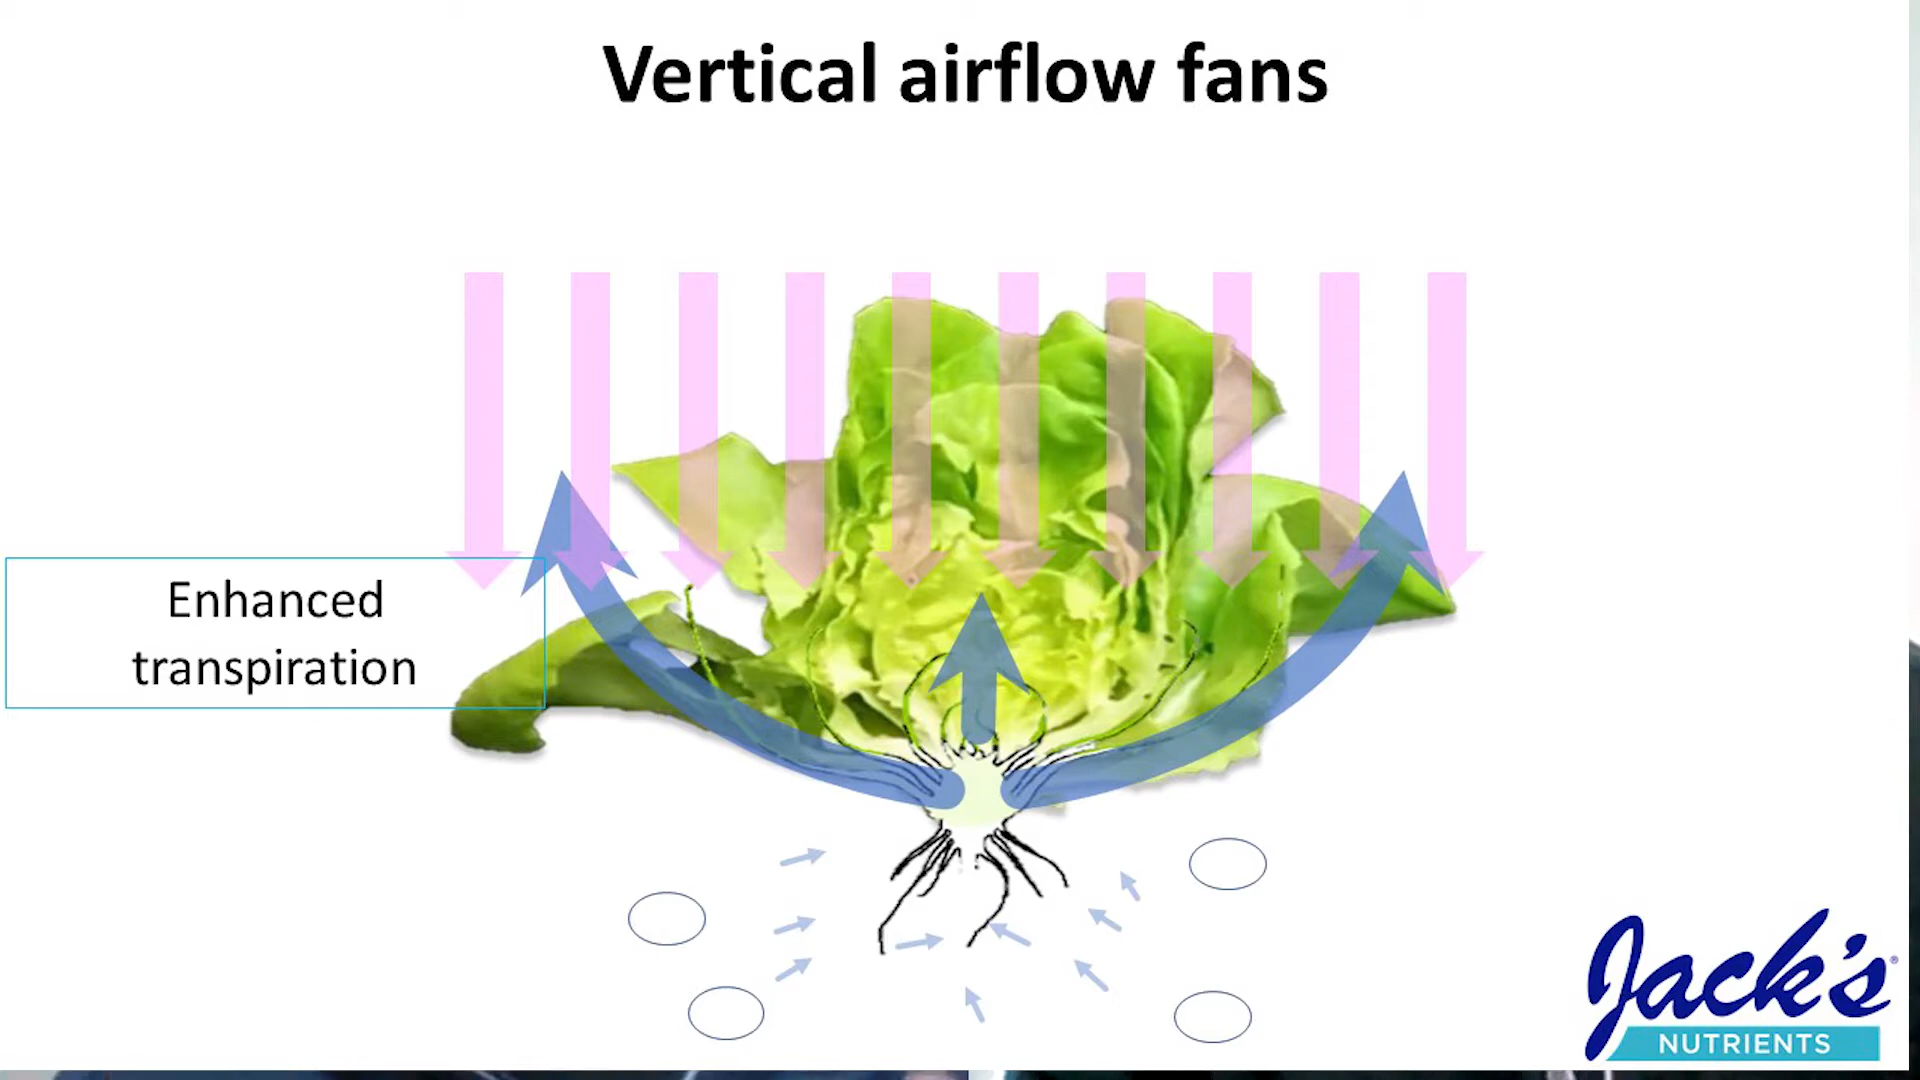 Vertical airflow fans
Enhanced
transpiration
Jack's®
NUTRIENTS